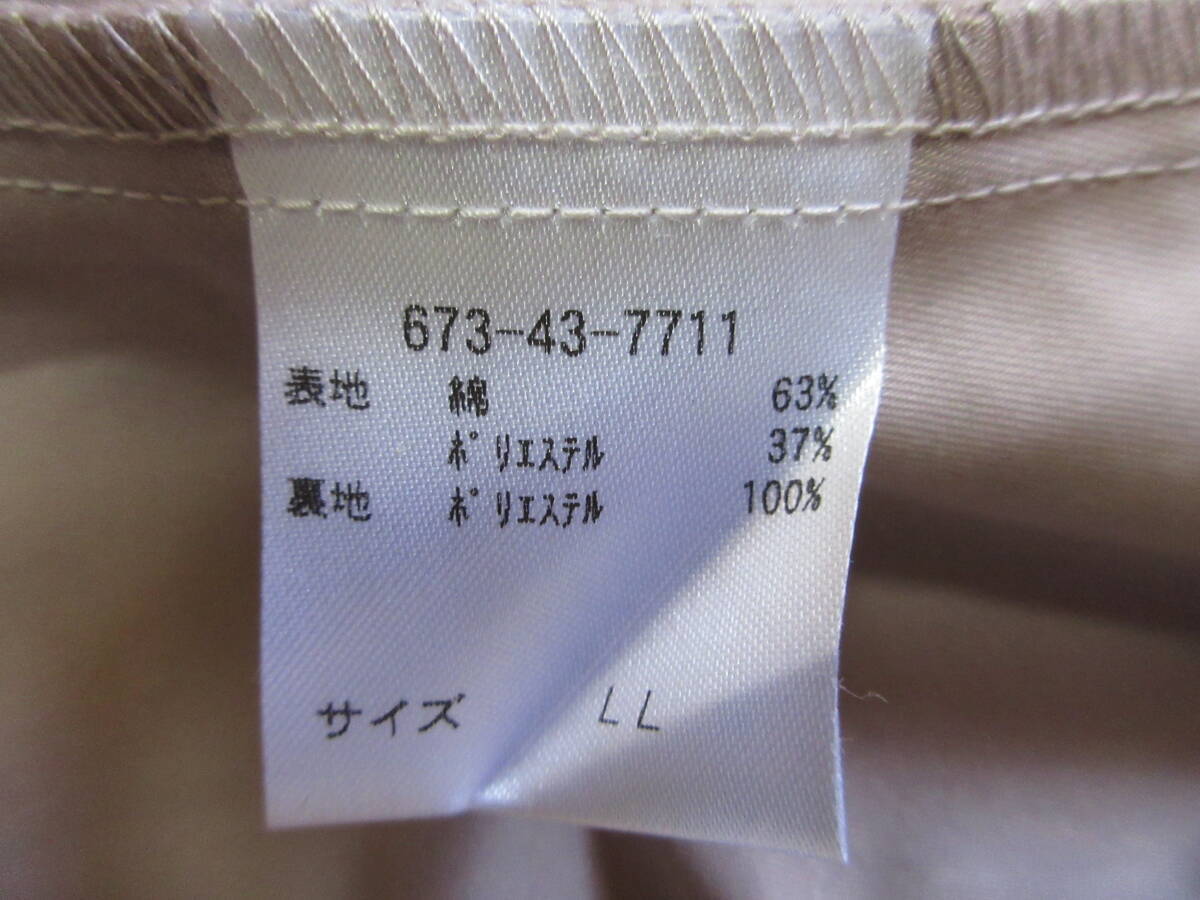 673-43-7711
表地 綿 63%
ポリエステル 37%
裏地 ポリエステル 100%
サイズ LL